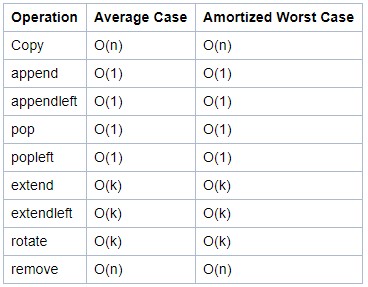 Operation Average Case Amortized Worst Case
Copy O(n) O(n)
append O(1) O(1)
appendleft O(1) O(1)
pop O(1) O(1)
popleft O(1) O(1)
extend O(k) O(k)
extendleft O(k) O(k)
rotate O(k) O(k)
remove O(n) O(n)